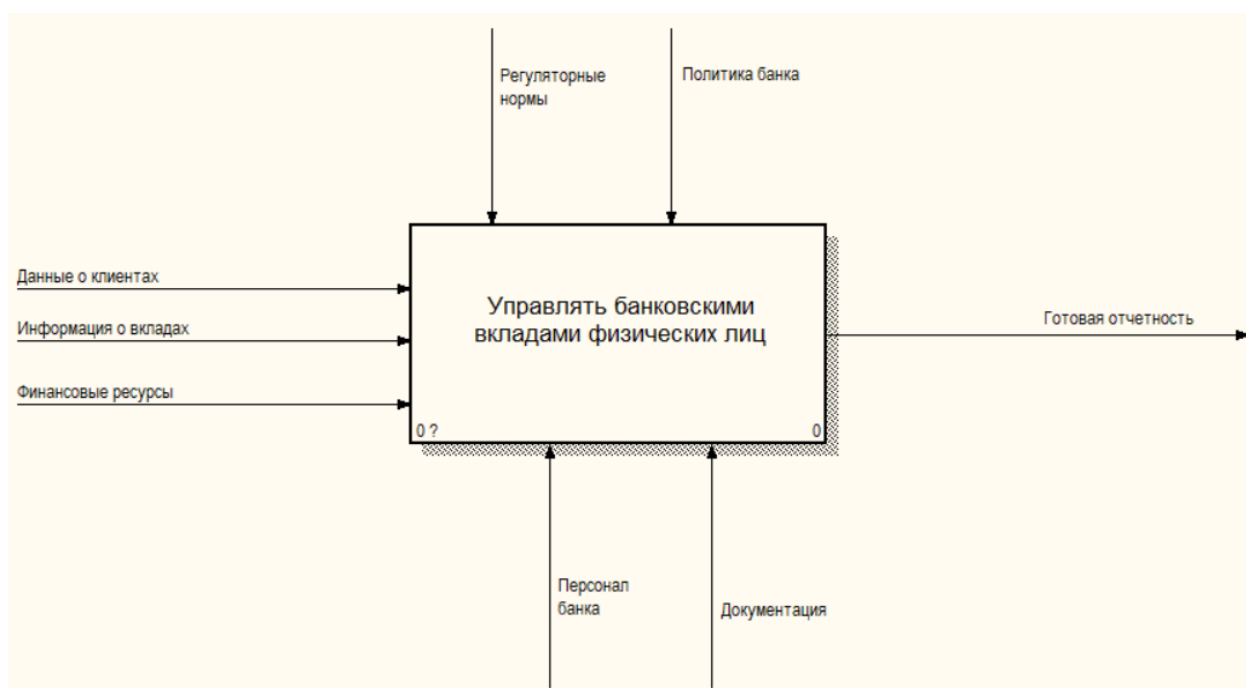 Регуляторные
нормы
Политика банка
Данные о клиентах
Информация о вкладах
Финансовые ресурсы
Управлять банковскими
вкладами физических лиц
0 ?
0
Готовая отчетность
Персонал
банка
Документация